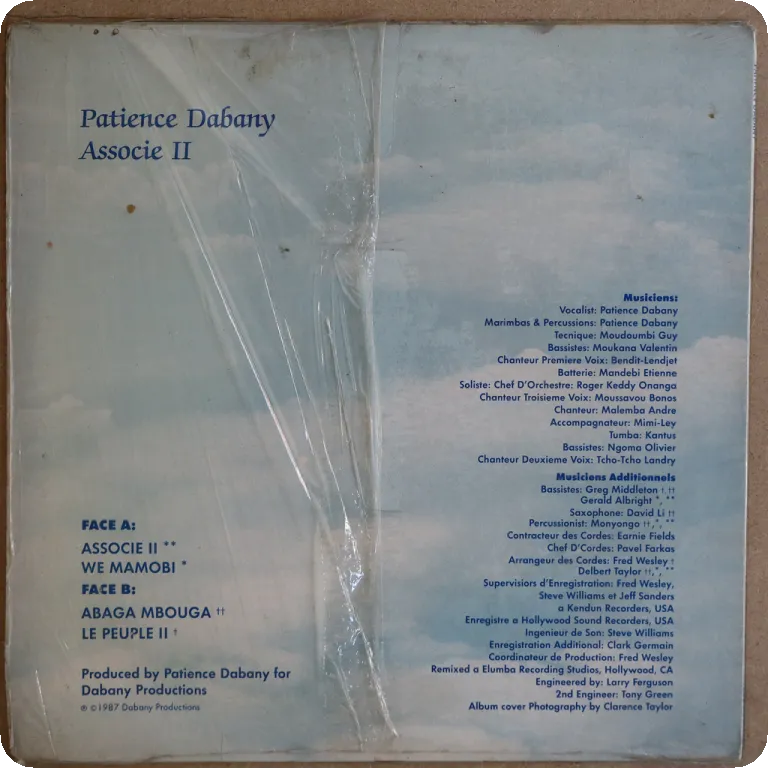 Patience Dabany
Associe II
FACE A:
ASSOCIE II **
WE MAMOBI *
FACE B:
ABAGA MBOUGA ††
LE PEUPLE II †
Produced by Patience Dabany for
Dabany Productions
℗ ©1987 Dabany Productions
Musiciens:
Vocalist: Patience Dabany
Marimbas & Percussions: Patience Dabany
Tecnique: Moudoumbi Guy
Bassistes: Moukana Valentin
Chanteur Premiere Voix: Bendit-Lendjet
Batterie: Mandebi Etienne
Soliste: Chef D'Orchestre: Roger Keddy Onanga
Chanteur Troisieme Voix: Moussavou Bonos
Chanteur: Malemba Andre
Accompagnateur: Mimi-Ley
Tumba: Kantus
Bassistes: Ngoma Olivier
Chanteur Deuxieme Voix: Tcho-Tcho Landry
Musiciens Additionnels
Bassistes: Greg Middleton † ††
Gerald Albright *, **
Saxophone: David Li ††
Percussionist: Monyongo ††,*, **
Contracteur des Cordes: Earnie Fields
Chef D'Cordes: Pavel Farkas
Arrangeur des Cordes: Fred Wesley †
Delbert Taylor ††,*, **
Supervisiors d'Enregistration: Fred Wesley,
Steve Williams et Jeff Sanders
a Kendun Recorders, USA
Enregistre a Hollywood Sound Recorders, USA
Ingenieur de Son: Steve Williams
Enregistration Additional: Clark Germain
Coordinateur de Production: Fred Wesley
Remixed a Elumba Recording Studios, Hollywood, CA
Engineered by: Larry Ferguson
2nd Engineer: Tony Green
Album cover Photography by Clarence Taylor